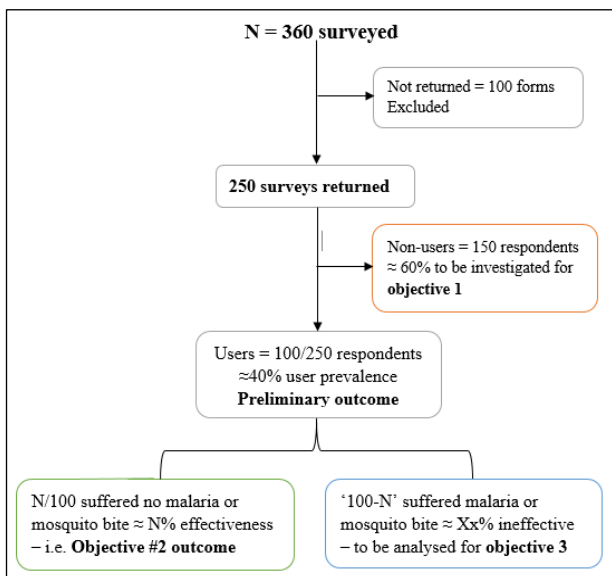 N = 360 surveyed
Not returned = 100 forms
Excluded
250 surveys returned
Non-users = 150 respondents
≈ 60% to be investigated for
objective 1
Users = 100/250 respondents
≈40% user prevalence
Preliminary outcome
N/100 suffered no malaria or
mosquito bite ≈ N% effectiveness
– i.e. Objective #2 outcome
‘100-N’ suffered malaria or
mosquito bite ≈ Xx% ineffective
– to be analysed for objective 3